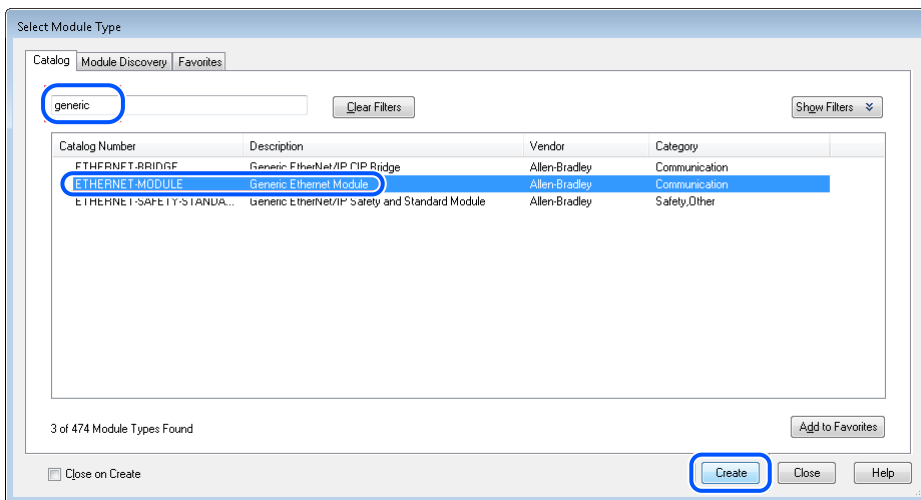 Select Module Type
Catalog Module Discovery Favorites
generic Clear Filters Show Filters
Catalog Number Description Vendor Category
ETHERNET-BRIDGE Generic EtherNet/IP CIP Bridge Allen-Bradley Communication
ETHERNET-MODULE Generic Ethernet Module Allen-Bradley Communication
ETHERNET-SAFETY-STANDA... Generic EtherNet/IP Safety and Standard Module Allen-Bradley Safety,Other
3 of 474 Module Types Found Add to Favorites
Close on Create Create Close Help